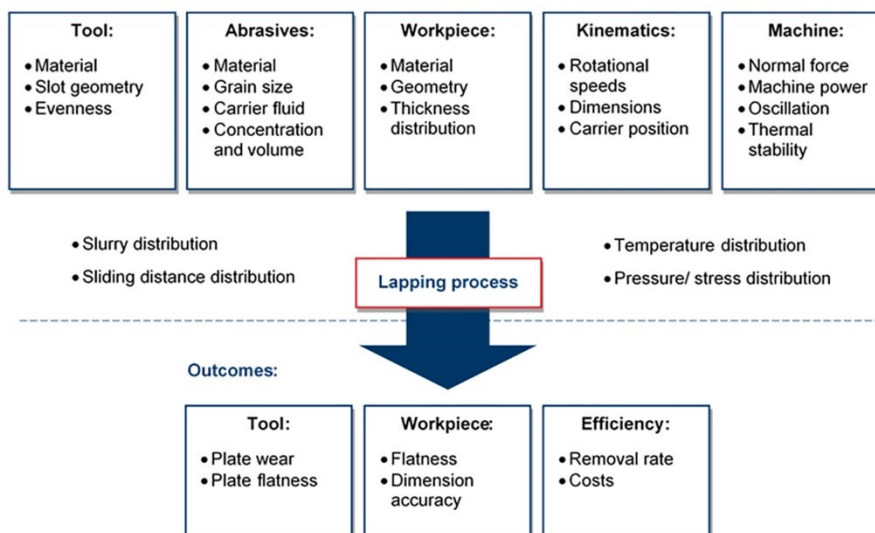 Tool:
• Material
• Slot geometry
• Evenness
Abrasives:
• Material
• Grain size
• Carrier fluid
• Concentration
and volume
Workpiece:
• Material
• Geometry
• Thickness
distribution
Kinematics:
• Rotational
speeds
• Dimensions
• Carrier position
Machine:
• Normal force
• Machine power
• Oscillation
• Thermal
stability
• Slurry distribution
• Sliding distance distribution
Lapping process
• Temperature distribution
• Pressure/ stress distribution
Outcomes:
Tool:
• Plate wear
• Plate flatness
Workpiece:
• Flatness
• Dimension
accuracy
Efficiency:
• Removal rate
• Costs